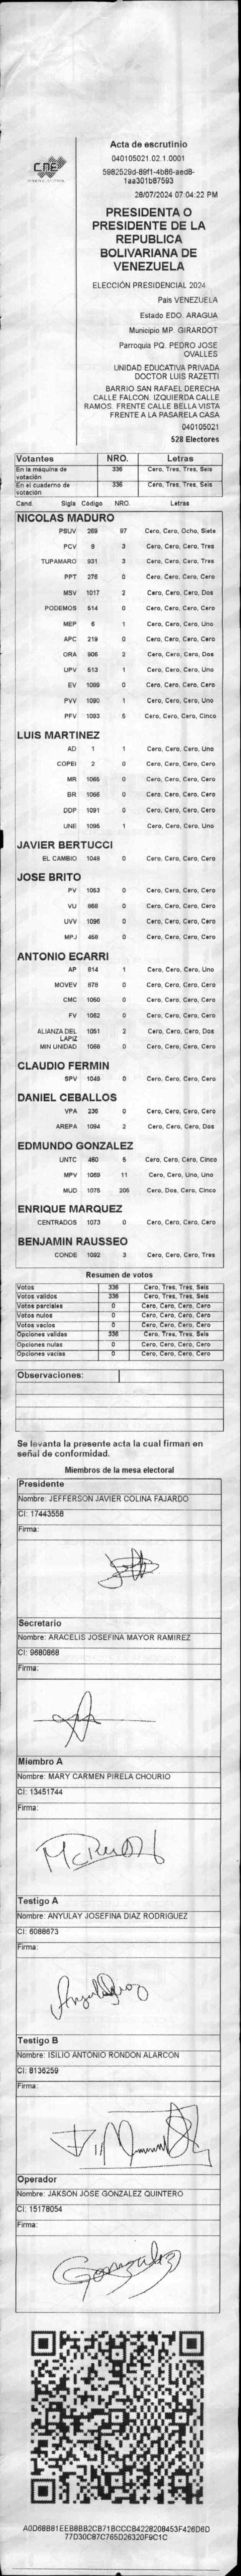 CNE
Acta de escrutinio
040105021.02.1.0001
5982529d-89f1-4b86-aed8-
1aa301b87593
28/07/2024 07:04:22 PM
PRESIDENTA O
PRESIDENTE DE LA
REPUBLICA
BOLIVARIANA DE
VENEZUELA
ELECCIÓN PRESIDENCIAL 2024
País VENEZUELA
Estado EDO. ARAGUA
Municipio MP. GIRARDOT
Parroquia PQ. PEDRO JOSE
OVALLES
UNIDAD EDUCATIVA PRIVADA
DOCTOR LUIS RAZETTI
BARRIO SAN RAFAEL DERECHA
CALLE FALCON. IZQUIERDA CALLE
RAMOS. FRENTE CALLE BELLA VISTA
FRENTE A LA PASARELA CASA
040105021
528 Electores
Votantes NRO. Letras
En la máquina de votación 336 Cero, Tres, Tres, Seis
En el cuaderno de votación 336 Cero, Tres, Tres, Seis
Cand. Sigla Código NRO. Letras
NICOLAS MADURO
PSUV 269 87 Cero, Cero, Ocho, Siete
PCV 9 3 Cero, Cero, Cero, Tres
TUPAMARO 931 3 Cero, Cero, Cero, Tres
PPT 276 0 Cero, Cero, Cero, Cero
MSV 1017 2 Cero, Cero, Cero, Dos
PODEMOS 514 0 Cero, Cero, Cero, Cero
MEP 6 1 Cero, Cero, Cero, Uno
APC 219 0 Cero, Cero, Cero, Cero
ORA 906 2 Cero, Cero, Cero, Dos
UPV 513 1 Cero, Cero, Cero, Uno
EV 1089 0 Cero, Cero, Cero, Cero
PVV 1090 1 Cero, Cero, Cero, Uno
PFV 1093 5 Cero, Cero, Cero, Cinco
LUIS MARTINEZ
AD 1 1 Cero, Cero, Cero, Uno
COPEI 2 0 Cero, Cero, Cero, Cero
MR 1065 0 Cero, Cero, Cero, Cero
BR 1066 0 Cero, Cero, Cero, Cero
DDP 1091 0 Cero, Cero, Cero, Cero
UNE 1095 1 Cero, Cero, Cero, Uno
JAVIER BERTUCCI
EL CAMBIO 1048 0 Cero, Cero, Cero, Cero
JOSE BRITO
PV 1053 0 Cero, Cero, Cero, Cero
VU 868 0 Cero, Cero, Cero, Cero
UVV 1096 0 Cero, Cero, Cero, Cero
MPJ 458 0 Cero, Cero, Cero, Cero
ANTONIO ECARRI
AP 814 1 Cero, Cero, Cero, Uno
MOVEV 878 0 Cero, Cero, Cero, Cero
CMC 1050 0 Cero, Cero, Cero, Cero
FV 1062 0 Cero, Cero, Cero, Cero
ALIANZA DEL LAPIZ 1051 2 Cero, Cero, Cero, Dos
MIN UNIDAD 1068 0 Cero, Cero, Cero, Cero
CLAUDIO FERMIN
SPV 1049 0 Cero, Cero, Cero, Cero
DANIEL CEBALLOS
VPA 236 0 Cero, Cero, Cero, Cero
AREPA 1094 2 Cero, Cero, Cero, Dos
EDMUNDO GONZALEZ
UNTC 460 5 Cero, Cero, Cero, Cinco
MPV 1069 11 Cero, Cero, Uno, Uno
MUD 1075 205 Cero, Dos, Cero, Cinco
ENRIQUE MARQUEZ
CENTRADOS 1073 0 Cero, Cero, Cero, Cero
BENJAMIN RAUSSEO
CONDE 1092 3 Cero, Cero, Cero, Tres
Resumen de votos
Votos 336 Cero, Tres, Tres, Seis
Votos validos 336 Cero, Tres, Tres, Seis
Votos parciales 0 Cero, Cero, Cero, Cero
Votos nulos 0 Cero, Cero, Cero, Cero
Votos vacios 0 Cero, Cero, Cero, Cero
Opciones validas 336 Cero, Tres, Tres, Seis
Opciones nulas 0 Cero, Cero, Cero, Cero
Opciones vacias 0 Cero, Cero, Cero, Cero
Observaciones:
Se levanta la presente acta la cual firman en
señal de conformidad.
Miembros de la mesa electoral
Presidente
Nombre: JEFFERSON JAVIER COLINA FAJARDO
CI: 17443558
Firma:
Secretario
Nombre: ARACELIS JOSEFINA MAYOR RAMIREZ
CI: 9680868
Firma:
Miembro A
Nombre: MARY CARMEN PIRELA CHOURIO
CI: 13451744
Firma:
Testigo A
Nombre: ANYULAY JOSEFINA DIAZ RODRIGUEZ
CI: 6088673
Firma:
Testigo B
Nombre: ISILIO ANTONIO RONDON ALARCON
CI: 8136259
Firma:
Operador
Nombre: JAKSON JOSE GONZALEZ QUINTERO
CI: 15178054
Firma:
Gonzalez
A0D68B81EEB8BB2CB71BCCCB4228208453F426D6D
77D30C87C765D26320F9C1C